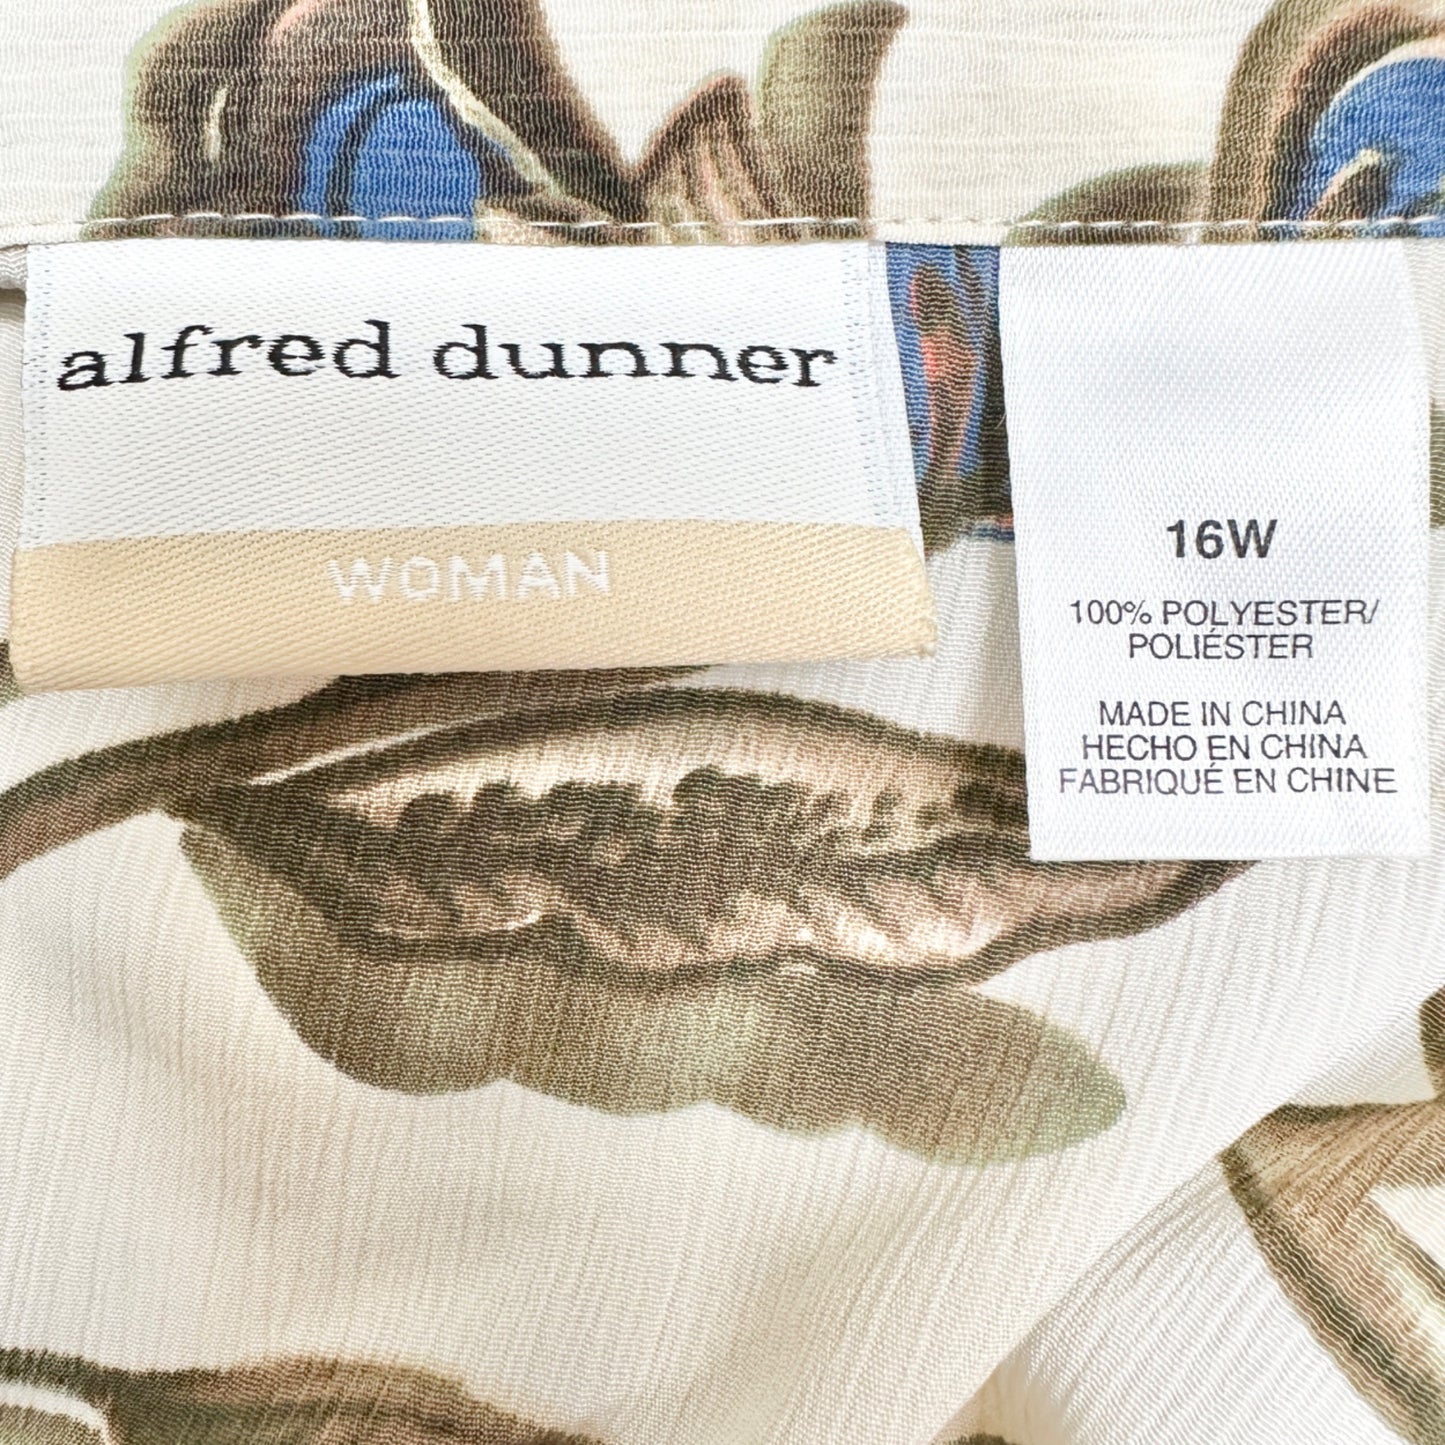 alfred dunner
WOMAN
16W
100% POLYESTER/
POLIÉSTER
MADE IN CHINA
HECHO EN CHINA
FABRIQUÉ EN CHINE